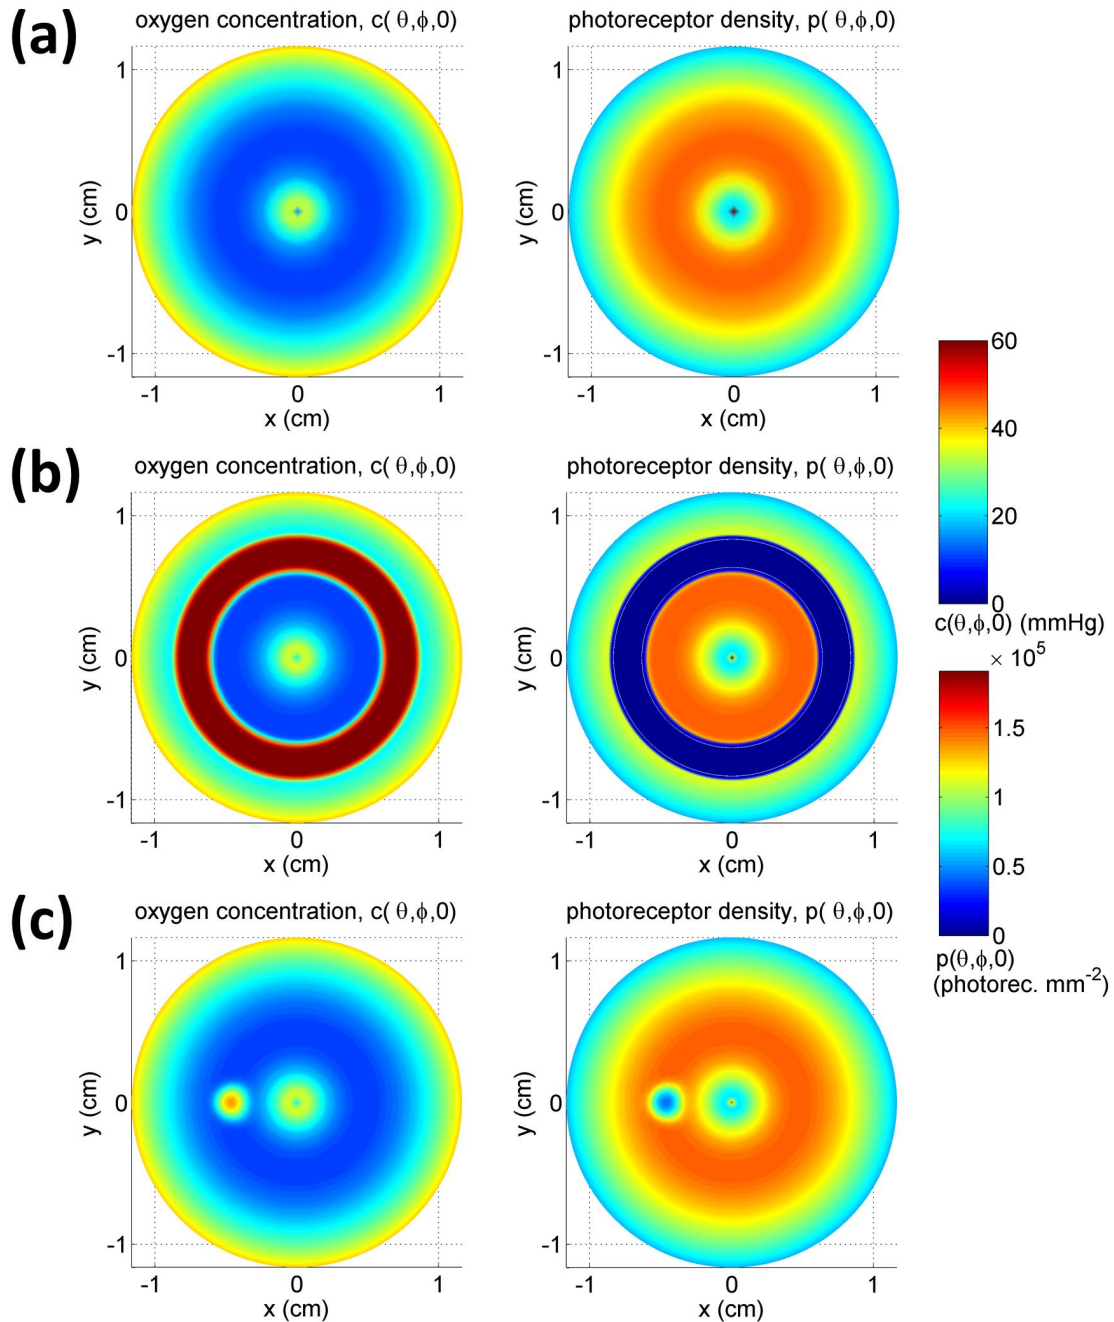 (a)
oxygen concentration, c( θ,ϕ,0)
photoreceptor density, p( θ,ϕ,0)
1
0
-1
y (cm)
-1
0
1
x (cm)
1
0
-1
y (cm)
-1
0
1
x (cm)
(b)
oxygen concentration, c( θ,ϕ,0)
photoreceptor density, p( θ,ϕ,0)
1
0
-1
y (cm)
-1
0
1
x (cm)
1
0
-1
y (cm)
-1
0
1
x (cm)
60
40
20
0
c(θ,ϕ,0) (mmHg)
× 10⁵
1.5
1
0.5
0
p(θ,ϕ,0)
(photorec. mm⁻²)
(c)
oxygen concentration, c( θ,ϕ,0)
photoreceptor density, p( θ,ϕ,0)
1
0
-1
y (cm)
-1
0
1
x (cm)
1
0
-1
y (cm)
-1
0
1
x (cm)